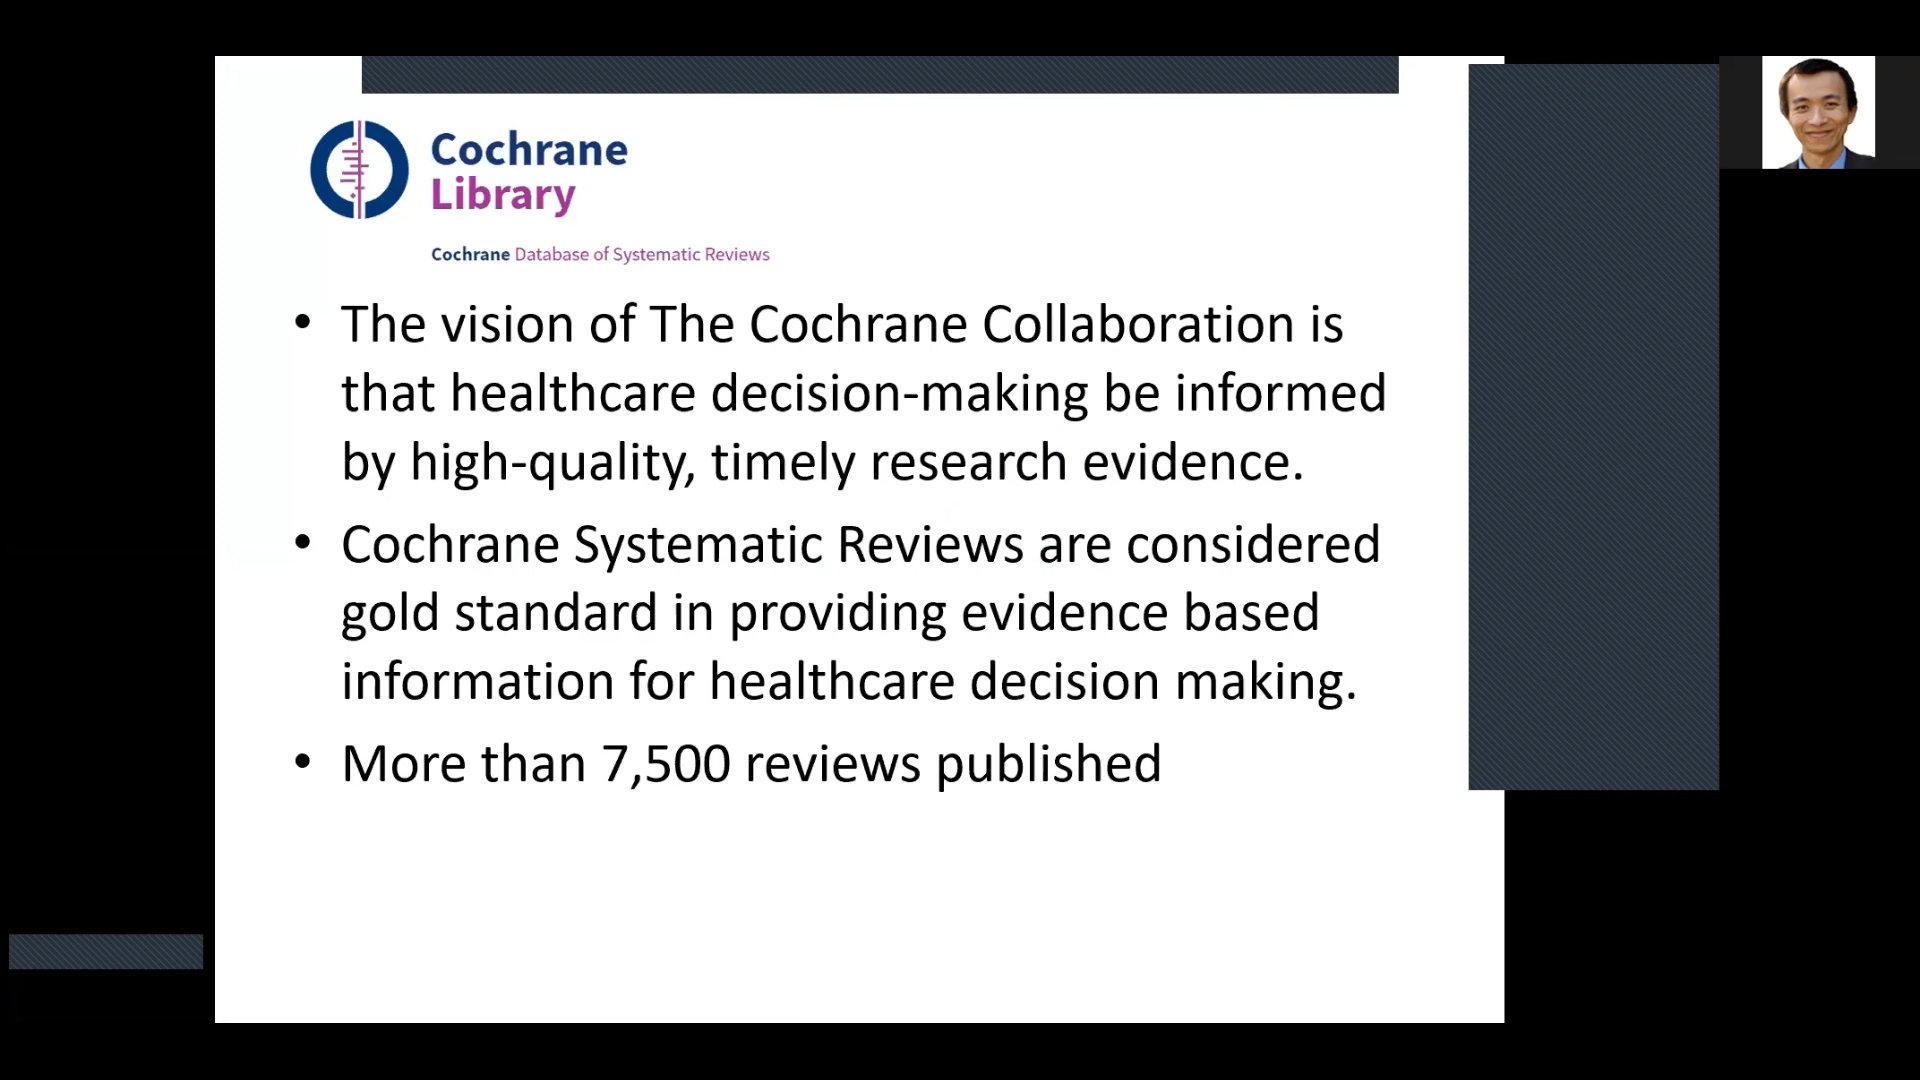 Cochrane
Library
Cochrane Database of Systematic Reviews
• The vision of The Cochrane Collaboration is
that healthcare decision-making be informed
by high-quality, timely research evidence.
• Cochrane Systematic Reviews are considered
gold standard in providing evidence based
information for healthcare decision making.
• More than 7,500 reviews published